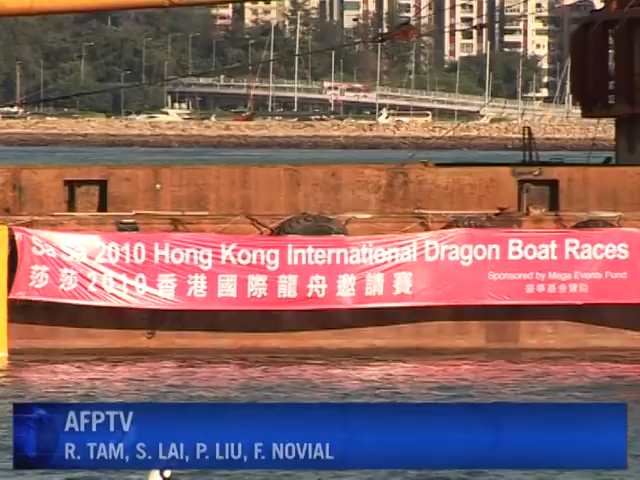 Sa Sa 2010 Hong Kong International Dragon Boat Races
莎莎2010香港國際龍舟邀請賽
Sponsored by Mega Events Fund
盛事基金贊助
AFPTV
R. TAM, S. LAI, P. LIU, F. NOVIAL